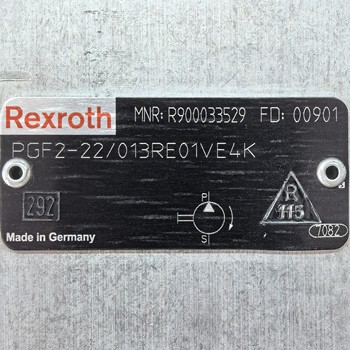 Rexroth MNR: R900033529 FD: 00901
PGF2-22/013RE01VE4K
292
P
S
R
115
Made in Germany
7082